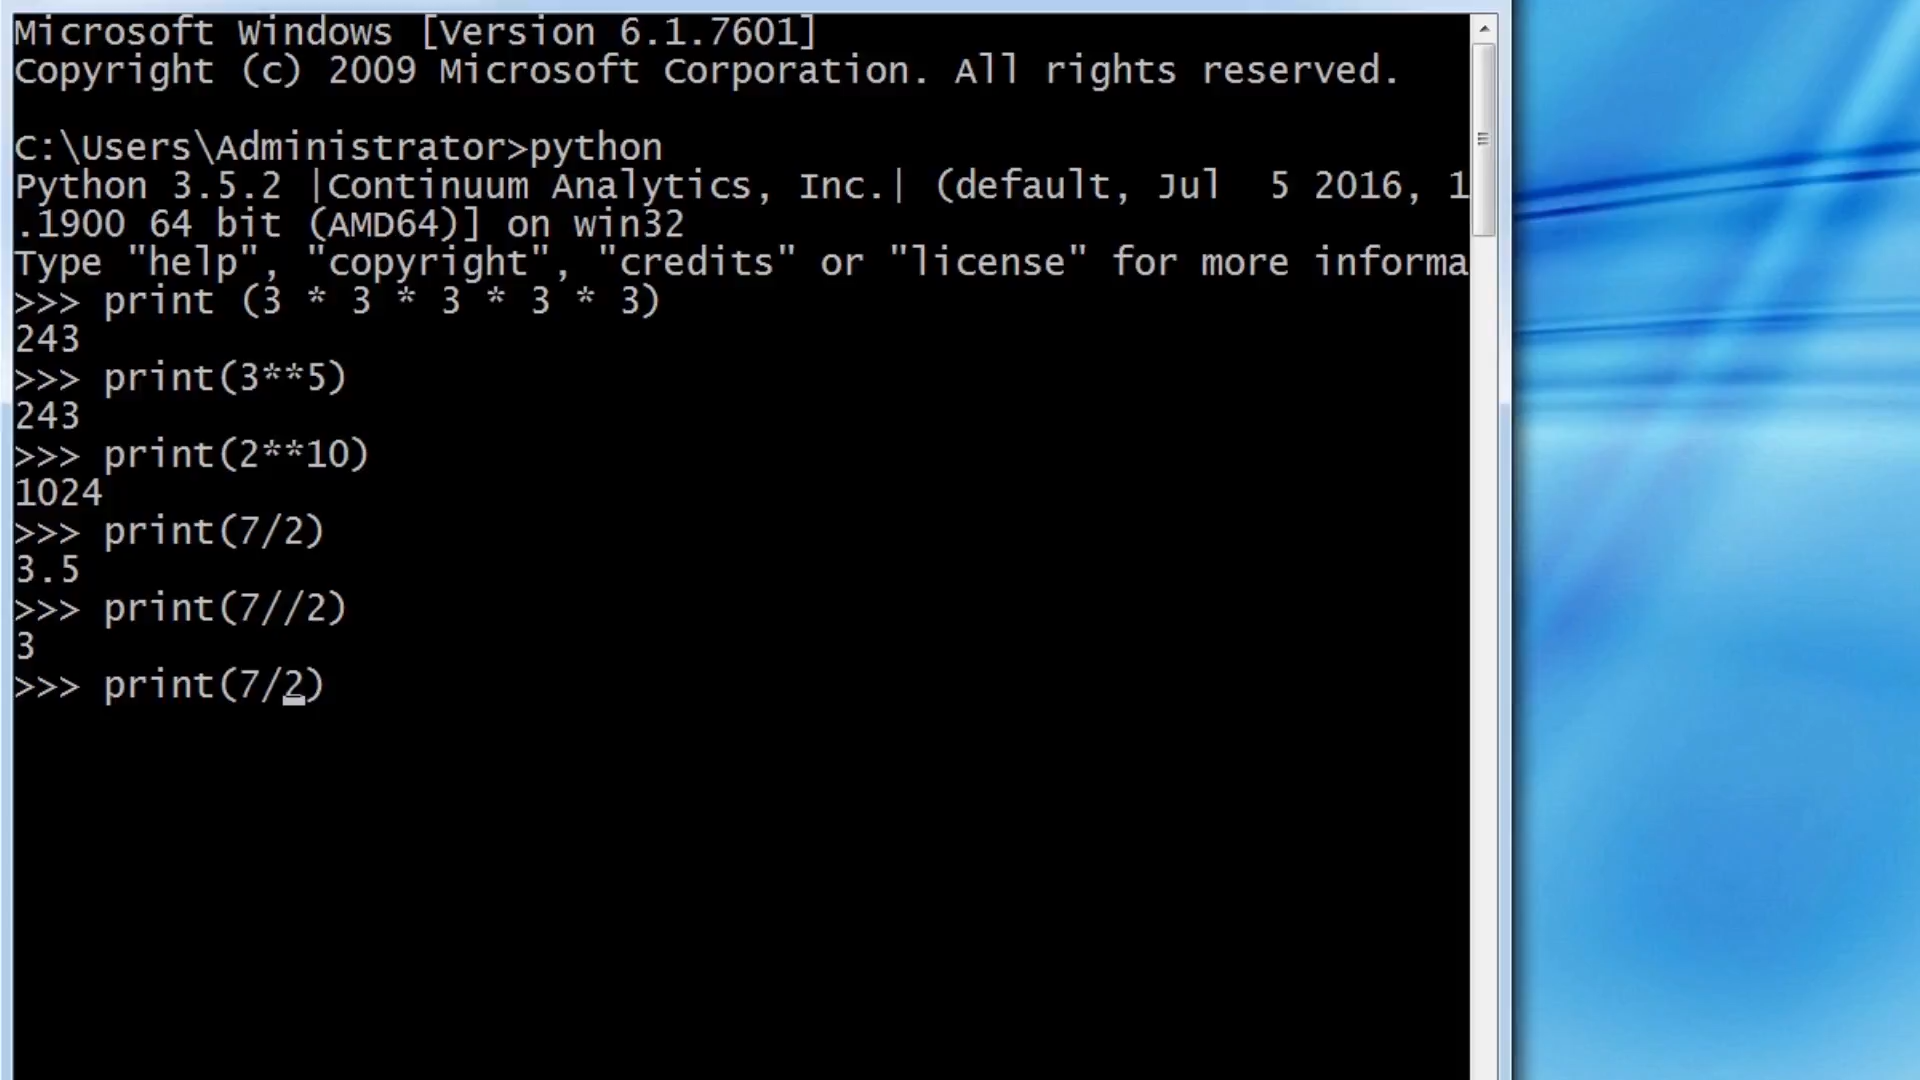 Microsoft Windows [Version 6.1.7601]
Copyright (c) 2009 Microsoft Corporation. All rights reserved.
C:\Users\Administrator>python
Python 3.5.2 |Continuum Analytics, Inc.| (default, Jul  5 2016, 1
.1900 64 bit (AMD64)] on win32
Type "help", "copyright", "credits" or "license" for more informa
>>> print (3 * 3 * 3 * 3 * 3)
243
>>> print(3**5)
243
>>> print(2**10)
1024
>>> print(7/2)
3.5
>>> print(7//2)
3
>>> print(7/2)